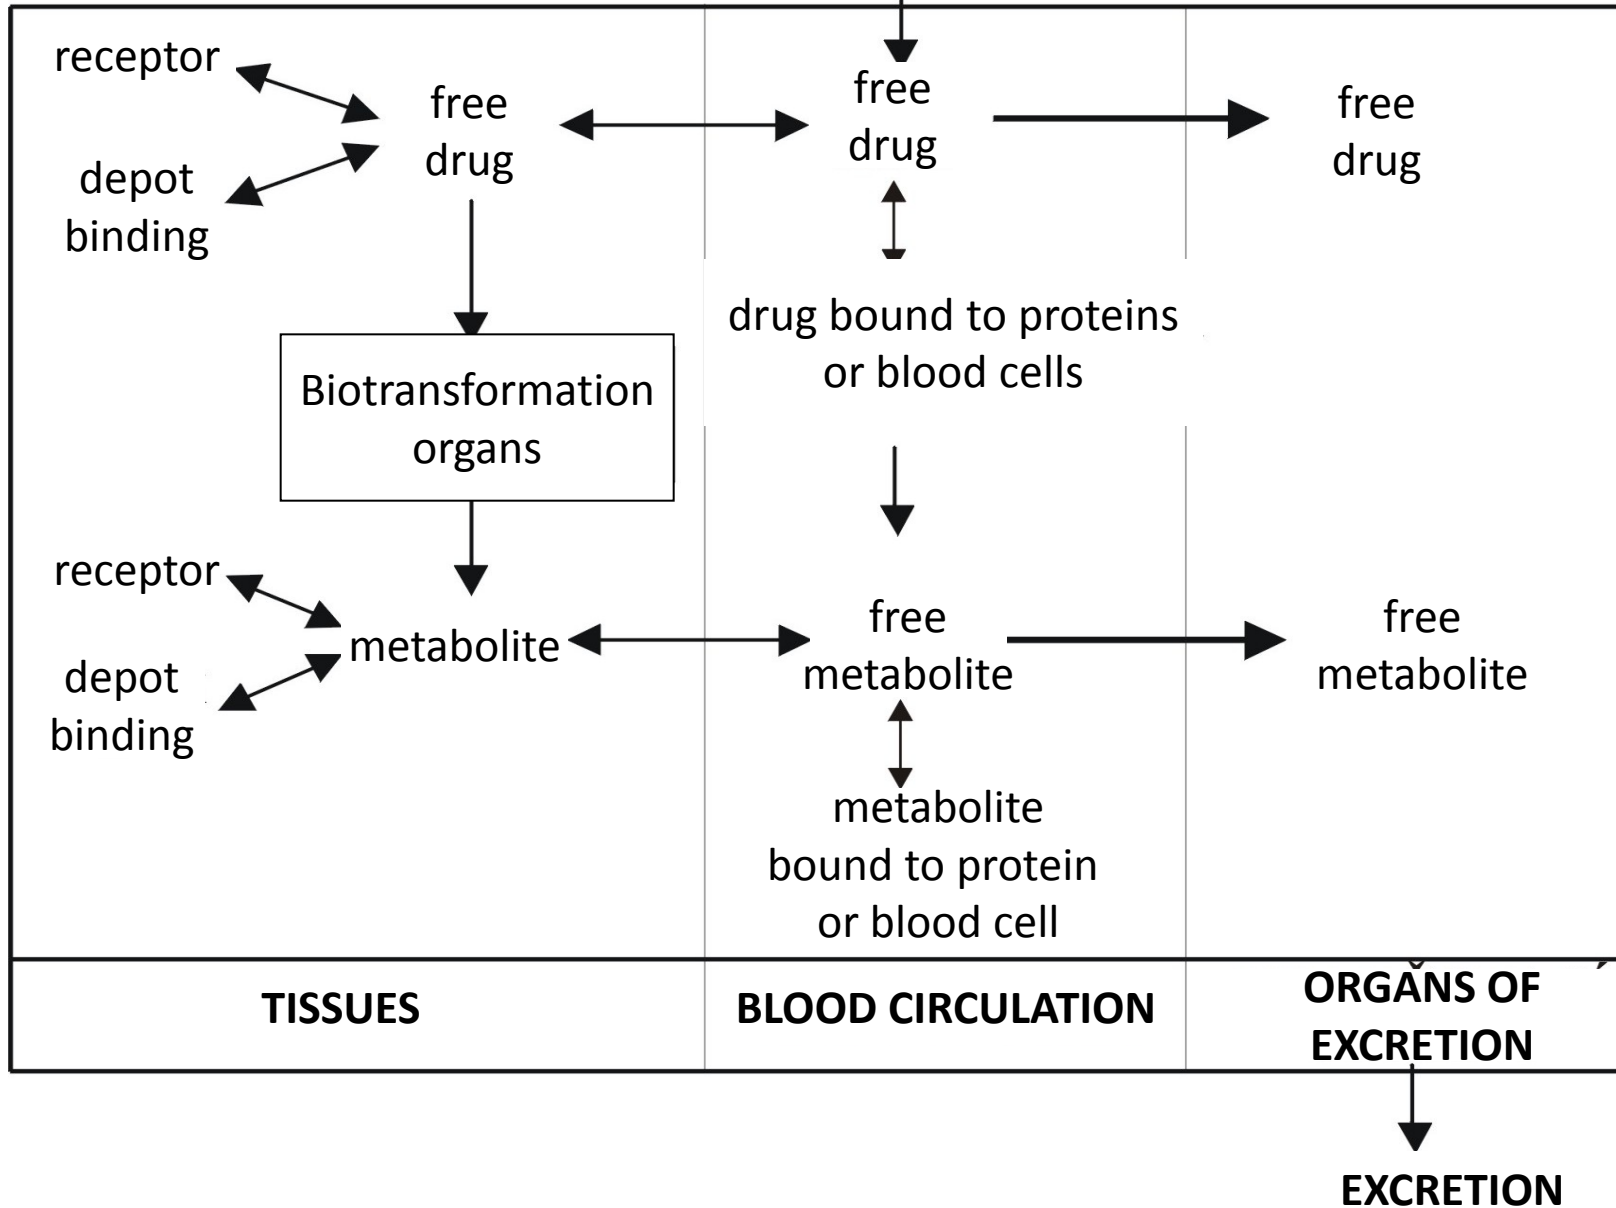 receptor
free
drug
depot
binding
Biotransformation
organs
receptor
metabolite
depot
binding
free
drug
drug bound to proteins
or blood cells
free
metabolite
metabolite
bound to protein
or blood cell
free
drug
free
metabolite
TISSUES
BLOOD CIRCULATION
ORGANS OF
EXCRETION
EXCRETION